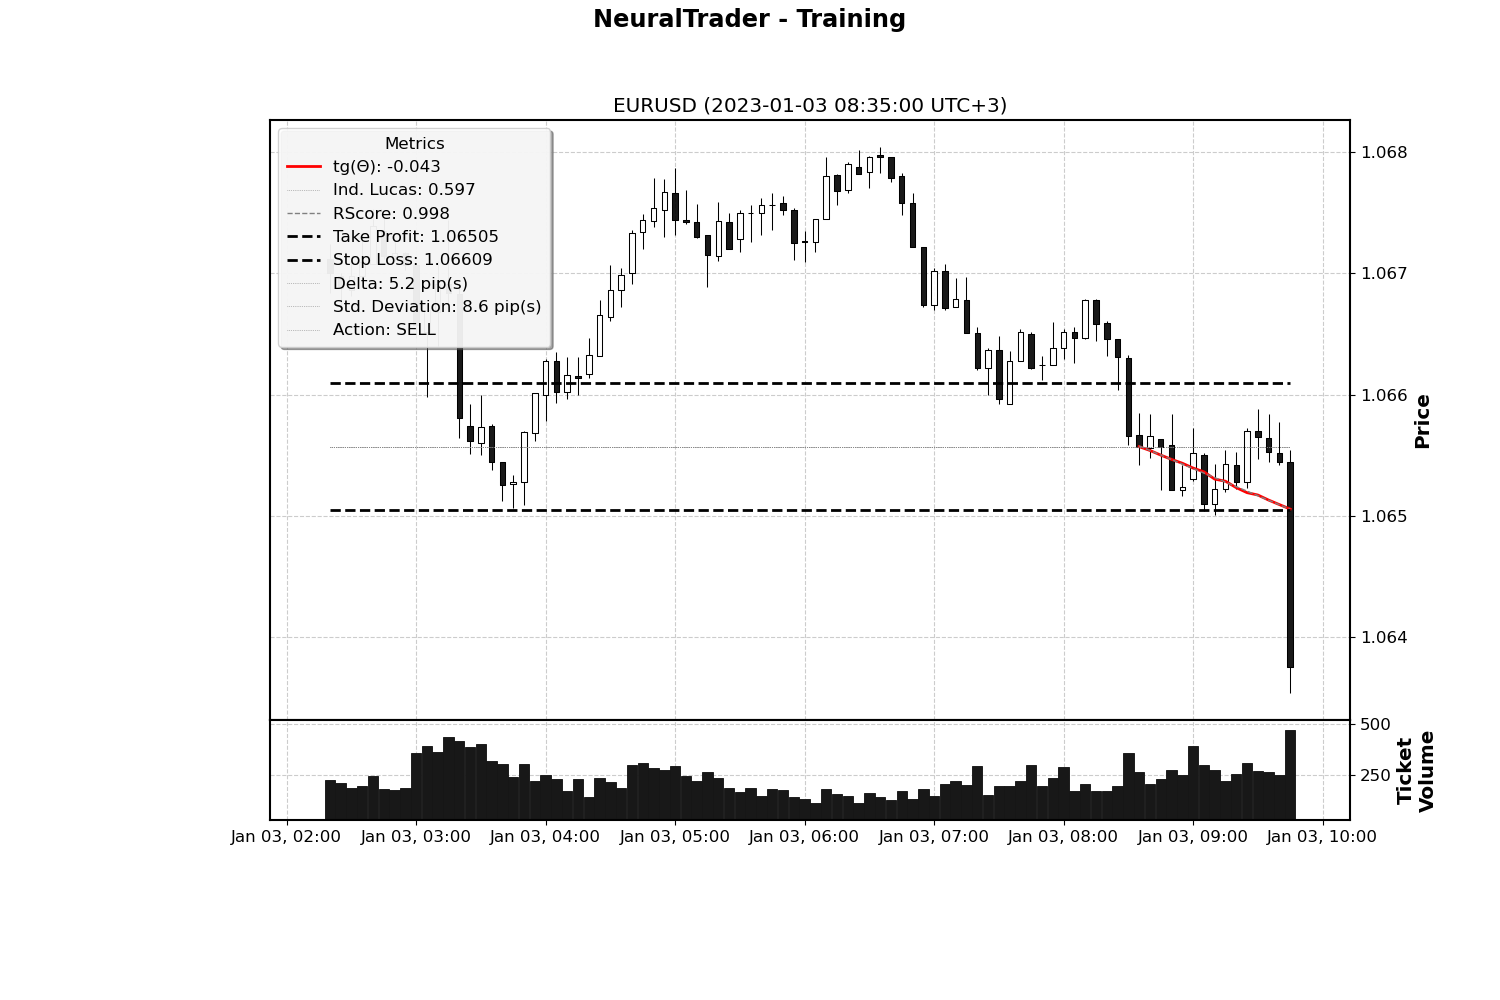 NeuralTrader - Training
EURUSD (2023-01-03 08:35:00 UTC+3)
Metrics
tg(Θ): -0.043
Ind. Lucas: 0.597
RScore: 0.998
Take Profit: 1.06505
Stop Loss: 1.06609
Delta: 5.2 pip(s)
Std. Deviation: 8.6 pip(s)
Action: SELL
1.068
1.067
1.066
1.065
1.064
Price
500
250
Ticket
Volume
Jan 03, 02:00 Jan 03, 03:00 Jan 03, 04:00 Jan 03, 05:00 Jan 03, 06:00 Jan 03, 07:00 Jan 03, 08:00 Jan 03, 09:00 Jan 03, 10:00